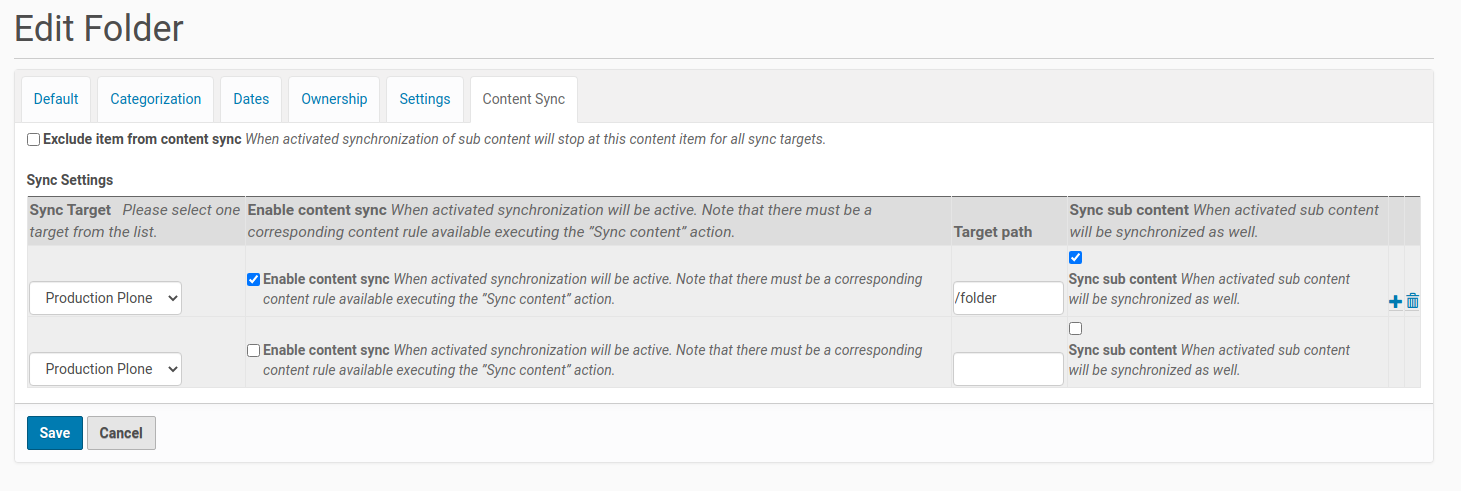 Edit Folder
Default Categorization Dates Ownership Settings Content Sync
Exclude item from content sync When activated synchronization of sub content will stop at this content item for all sync targets.
Sync Settings
Sync Target Please select one target from the list.
Enable content sync When activated synchronization will be active. Note that there must be a
corresponding content rule available executing the "Sync content" action.
Target path
Sync sub content When activated sub content
will be synchronized as well.
Production Plone
Enable content sync When activated synchronization will be active. Note that there must be a corresponding
content rule available executing the "Sync content" action.
/folder
Sync sub content When activated sub content
will be synchronized as well.
Production Plone
Enable content sync When activated synchronization will be active. Note that there must be a corresponding
content rule available executing the "Sync content" action.
Sync sub content When activated sub content
will be synchronized as well.
Save Cancel